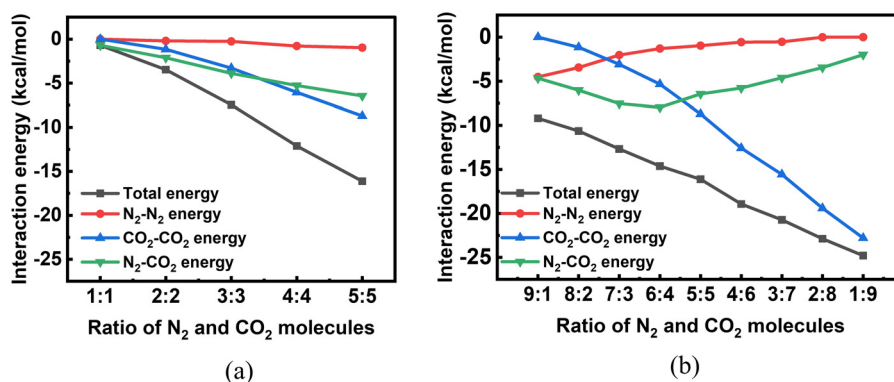 Interaction energy (kcal/mol)
0
-5
-10
-15
-20
-25
Total energy
N₂-N₂ energy
CO₂-CO₂ energy
N₂-CO₂ energy
1:1 2:2 3:3 4:4 5:5
Ratio of N₂ and CO₂ molecules
(a)
Interaction energy (kcal/mol)
0
-5
-10
-15
-20
-25
Total energy
N₂-N₂ energy
CO₂-CO₂ energy
N₂-CO₂ energy
9:1 8:2 7:3 6:4 5:5 4:6 3:7 2:8 1:9
Ratio of N₂ and CO₂ molecules
(b)